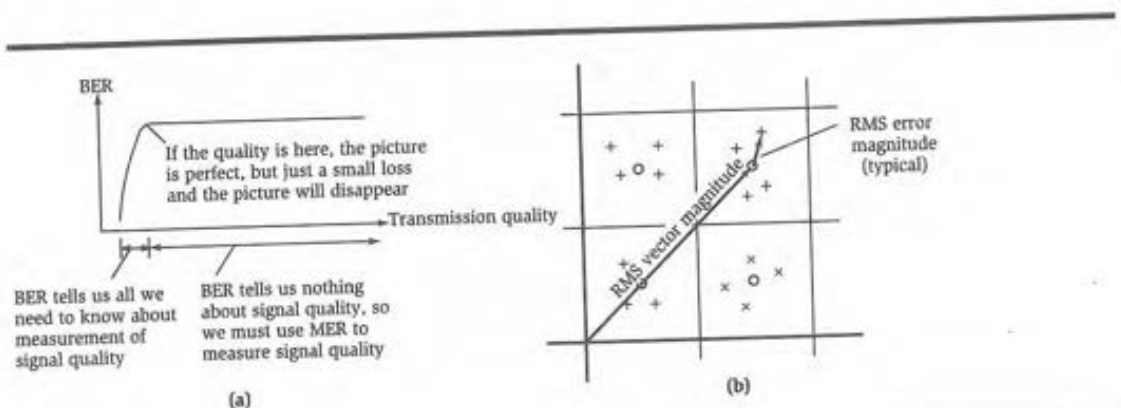 BER
If the quality is here, the picture
is perfect, but just a small loss
and the picture will disappear
Transmission quality
BER tells us all we
need to know about
measurement of
signal quality
BER tells us nothing
about signal quality, so
we must use MER to
measure signal quality
(a)
RMS error
magnitude
(typical)
RMS vector magnitude
(b)